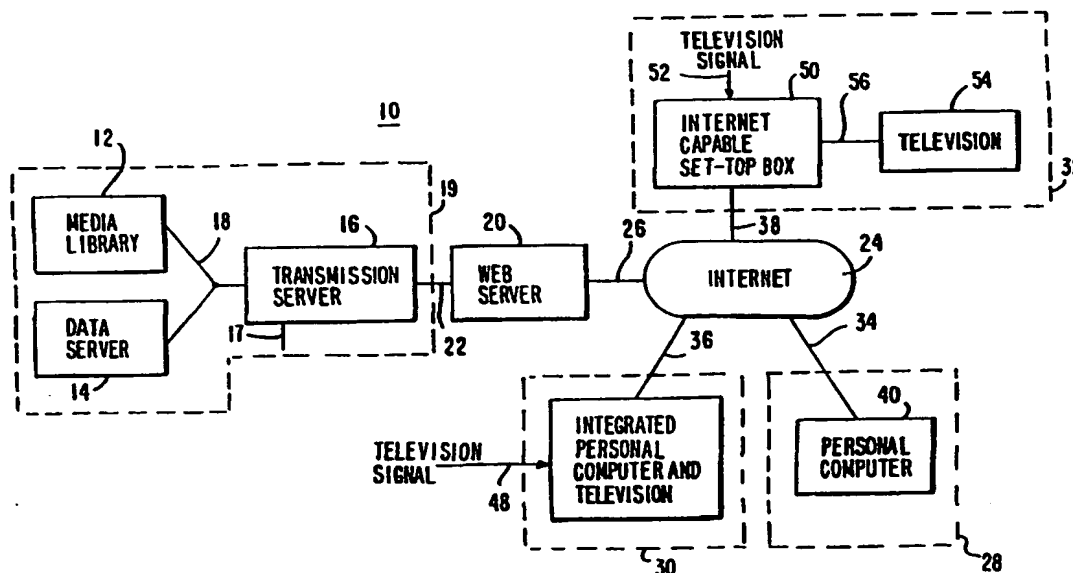 10
12
MEDIA
LIBRARY
18
DATA
SERVER
14
16
TRANSMISSION
SERVER
17
19
20
WEB
SERVER
22
26
INTERNET
24
TELEVISION
SIGNAL
52
50
INTERNET
CAPABLE
SET-TOP BOX
56
54
TELEVISION
38
36
34
TELEVISION
SIGNAL
48
INTEGRATED
PERSONAL
COMPUTER AND
TELEVISION
30
40
PERSONAL
COMPUTER
28